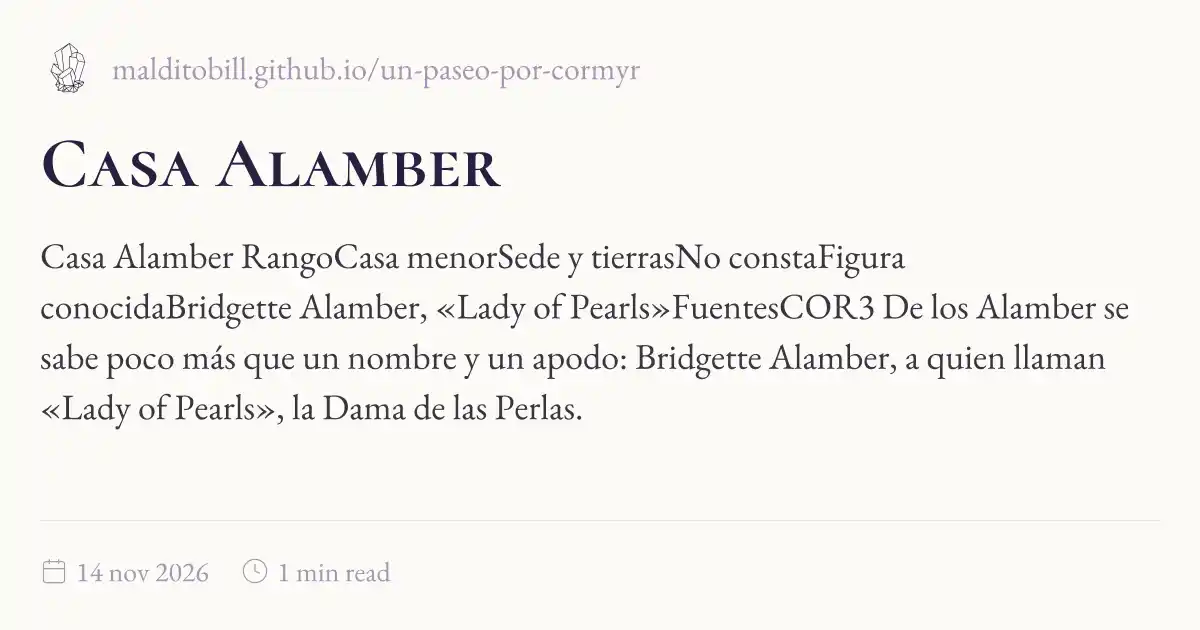 malditobill.github.io/un-paseo-por-cormyr
Casa Alamber
Casa Alamber RangoCasa menorSede y tierrasNo constaFigura
conocidaBridgette Alamber, «Lady of Pearls»FuentesCOR3 De los Alamber se
sabe poco más que un nombre y un apodo: Bridgette Alamber, a quien llaman
«Lady of Pearls», la Dama de las Perlas.
14 nov 2026 1 min read